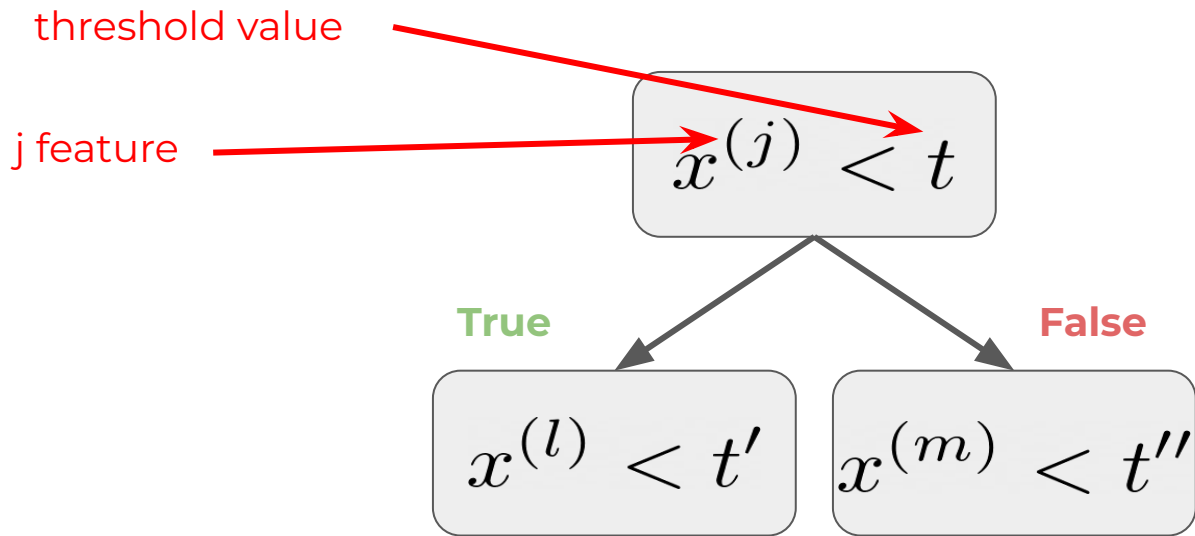 threshold value
j feature
x^{(j)} < t
True
False
x^{(l)} < t′
x^{(m)} < t′′